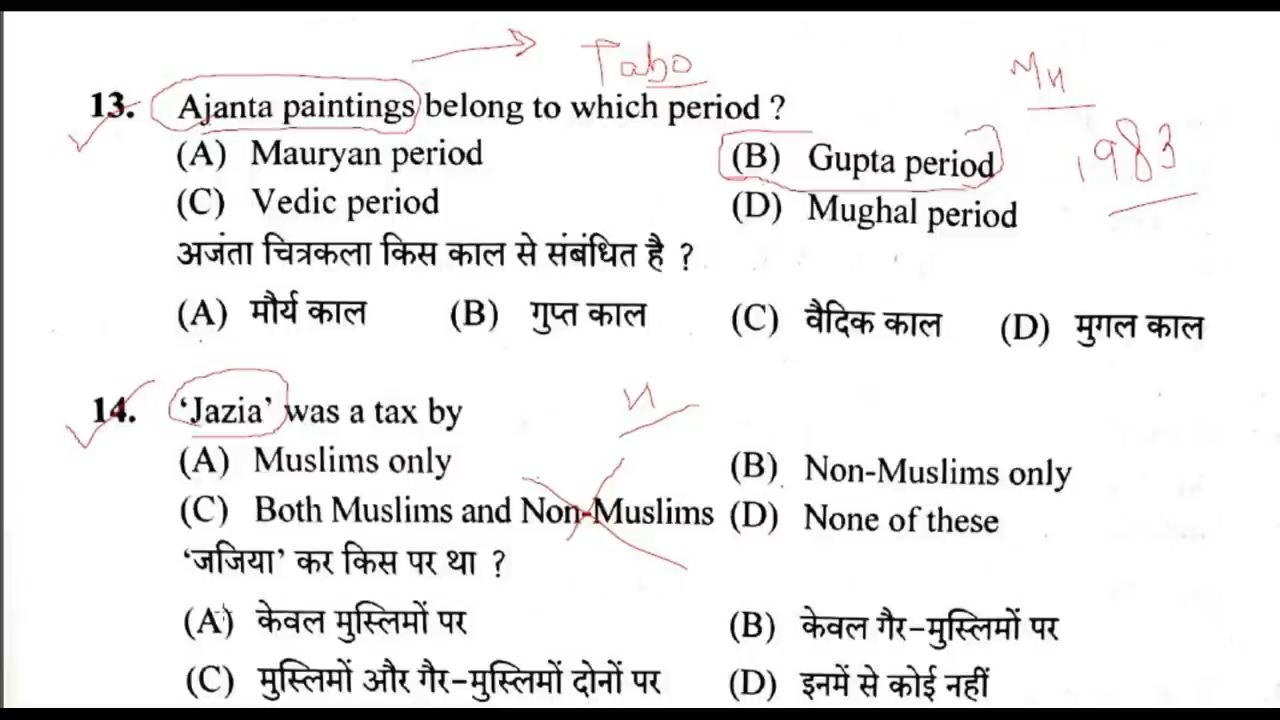 Tabo
MH
13. Ajanta paintings belong to which period ?
(A) Mauryan period (B) Gupta period
1983
(C) Vedic period (D) Mughal period
अजंता चित्रकला किस काल से संबंधित है ?
(A) मौर्य काल (B) गुप्त काल (C) वैदिक काल (D) मुगल काल
14. ‘Jazia’ was a tax by
(A) Muslims only (B) Non-Muslims only
(C) Both Muslims and Non-Muslims (D) None of these
‘जजिया’ कर किस पर था ?
(A) केवल मुस्लिमों पर (B) केवल गैर-मुस्लिमों पर
(C) मुस्लिमों और गैर-मुस्लिमों दोनों पर (D) इनमें से कोई नहीं